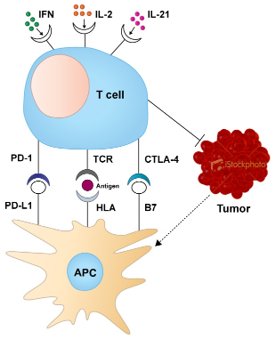 IFN IL-2 IL-21
T cell
PD-1 TCR CTLA-4
Antigen
iStockphoto
PD-L1 HLA B7
Tumor
APC